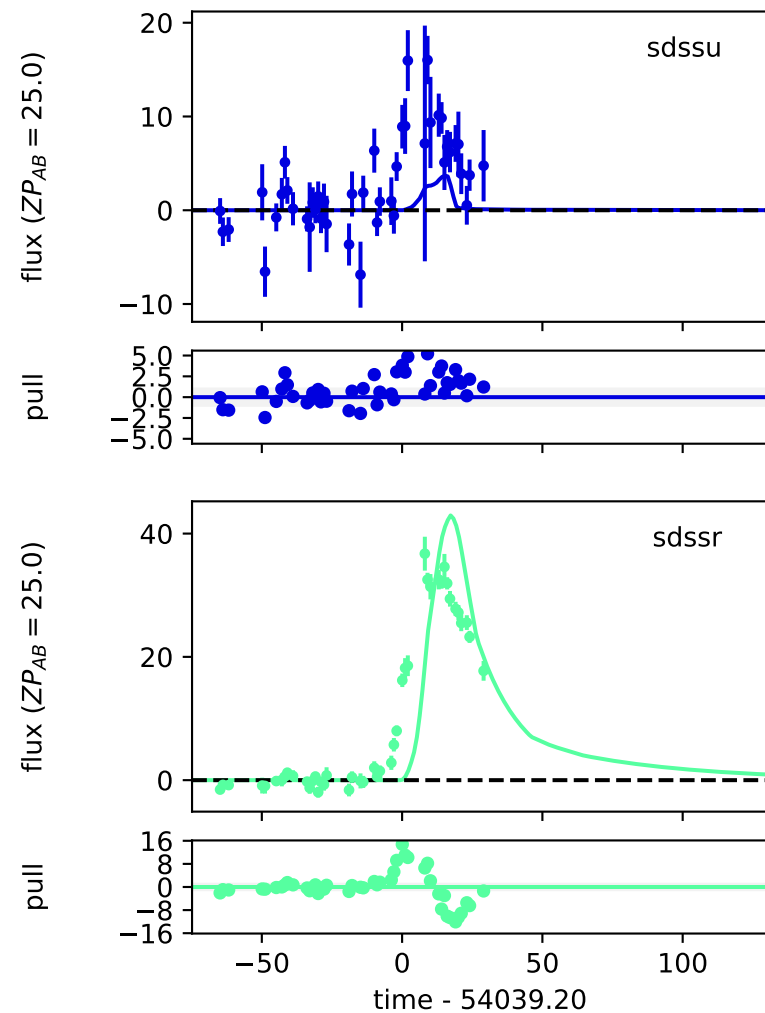 20
sdssu
10
flux (ZP_AB = 25.0)
0
−10
5.0
2.5
pull
0.0
−2.5
−5.0
sdssr
40
flux (ZP_AB = 25.0)
20
0
16
8
pull
0
−8
−16
−50 0 50 100
time - 54039.20